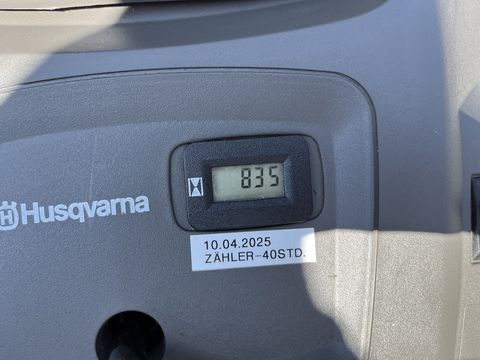 835
Husqvarna
10.04.2025
ZÄHLER-40STD.